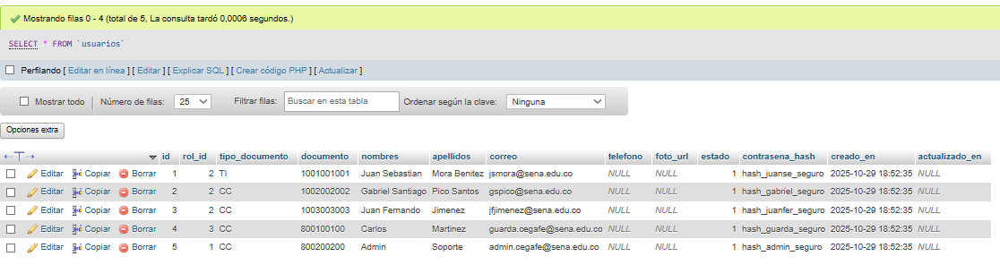 Mostrando filas 0 - 4 (total de 5, La consulta tardó 0,0006 segundos.)
SELECT * FROM `usuarios`
Perfilando [ Editar en línea ] [ Editar ] [ Explicar SQL ] [ Crear código PHP ] [ Actualizar ]
Mostrar todo | Número de filas: 25 Filtrar filas: Buscar en esta tabla Ordenar según la clave: Ninguna
Opciones extra
←T→ id rol_id tipo_documento documento nombres apellidos correo telefono foto_url estado contrasena_hash creado_en actualizado_en
Editar Copiar Borrar 1 2 TI 1001001001 Juan Sebastian Mora Benitez jsmora@sena.edu.co NULL NULL 1 hash_juanse_seguro 2025-10-29 18:52:35 NULL
Editar Copiar Borrar 2 2 CC 1002002002 Gabriel Santiago Pico Santos gspico@sena.edu.co NULL NULL 1 hash_gabriel_seguro 2025-10-29 18:52:35 NULL
Editar Copiar Borrar 3 2 CC 1003003003 Juan Fernando Jimenez jfjimenez@sena.edu.co NULL NULL 1 hash_juanfer_seguro 2025-10-29 18:52:35 NULL
Editar Copiar Borrar 4 3 CC 800100100 Carlos Martinez guarda.cegafe@sena.edu.co NULL NULL 1 hash_guarda_seguro 2025-10-29 18:52:35 NULL
Editar Copiar Borrar 5 1 CC 800200200 Admin Soporte admin.cegafe@sena.edu.co NULL NULL 1 hash_admin_seguro 2025-10-29 18:52:35 NULL